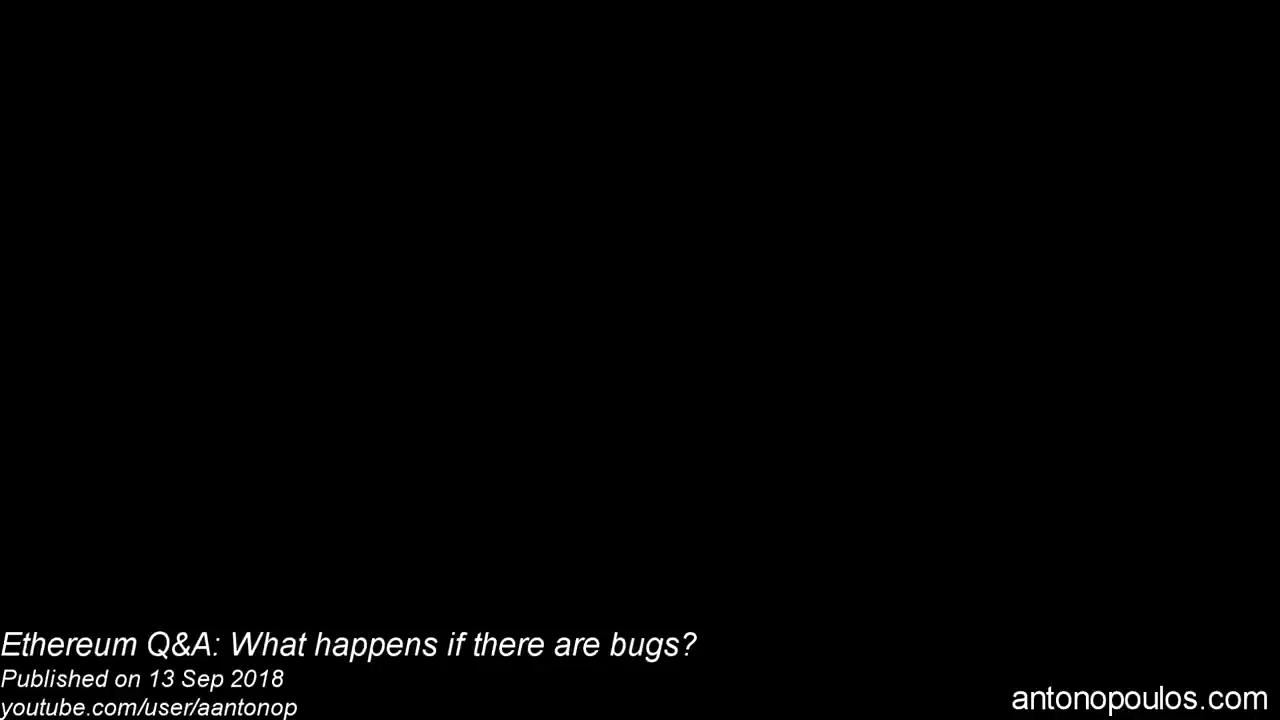 Ethereum Q&A: What happens if there are bugs?
Published on 13 Sep 2018
youtube.com/user/aantonop
antonopoulos.com